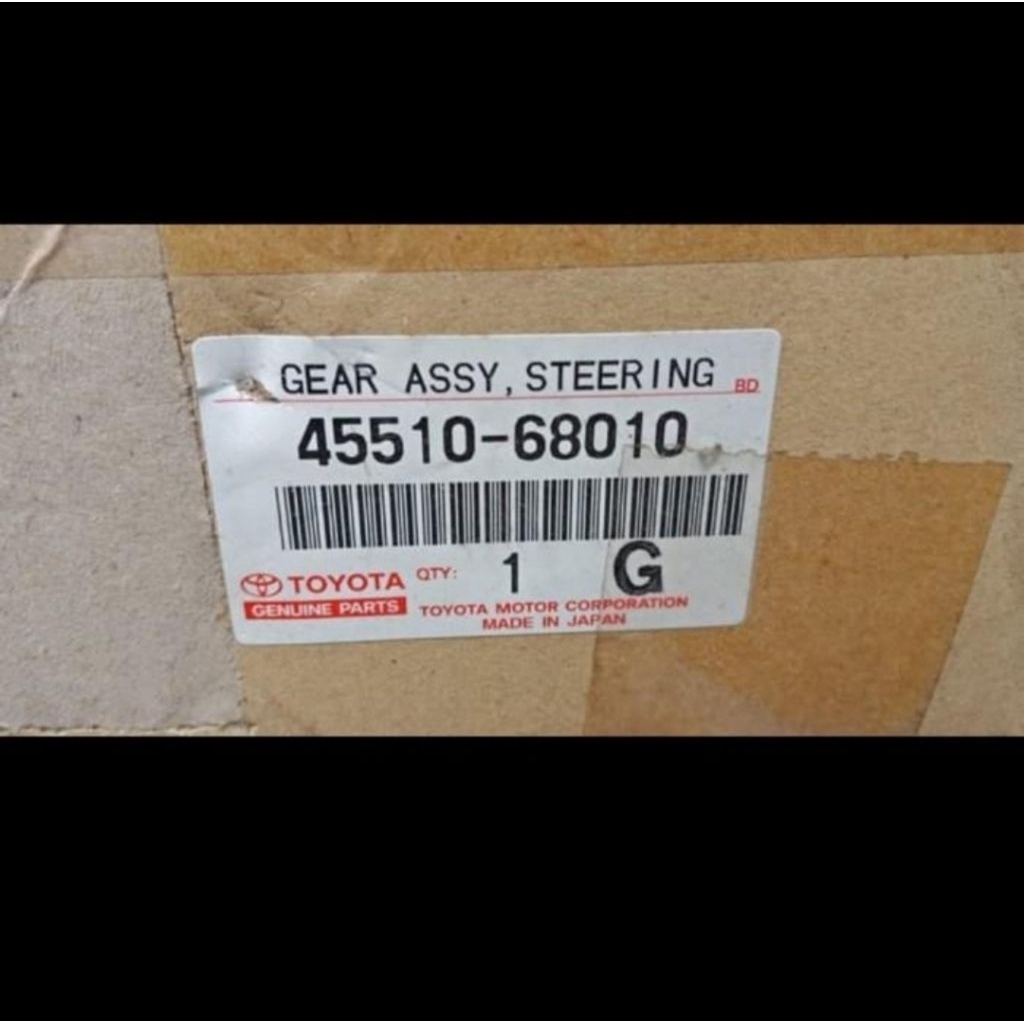 GEAR ASSY, STEERING BD
45510-68010
TOYOTA QTY: 1 G
GENUINE PARTS TOYOTA MOTOR CORPORATION
MADE IN JAPAN